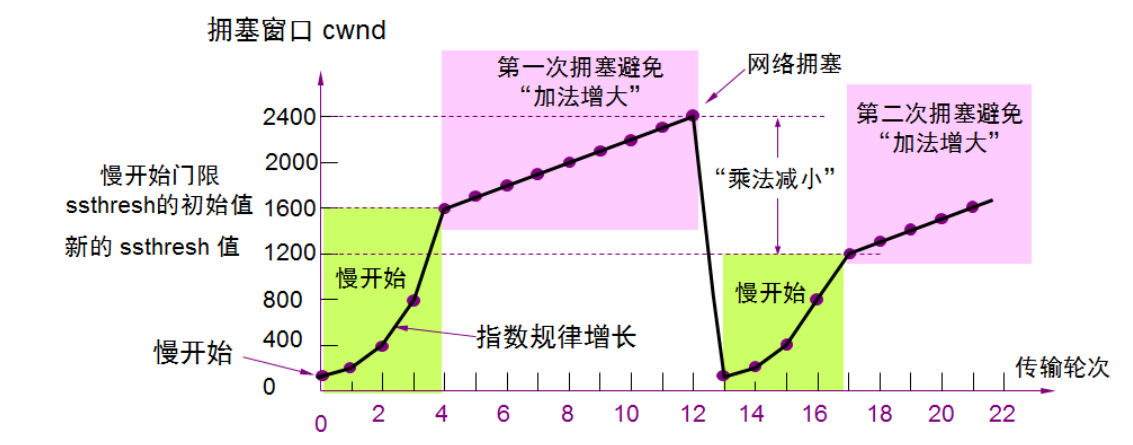 拥塞窗口 cwnd
第一次拥塞避免
“加法增大”
网络拥塞
第二次拥塞避免
“加法增大”
2400
2000
慢开始门限
ssthresh的初始值
1600
“乘法减小”
新的 ssthresh 值
1200
慢开始
慢开始
800
400
指数规律增长
慢开始
0
传输轮次
0 2 4 6 8 10 12 14 16 18 20 22